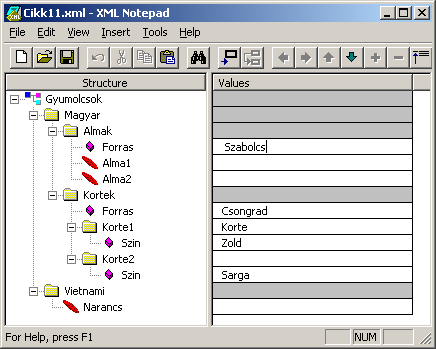 Cikk11.xml - XML Notepad
File Edit View Insert Tools Help
Structure Values
Gyumolcsok
Magyar
Almak
Forras Szabolcs
Alma1
Alma2
Kortek
Forras Csongrad
Korte1 Korte
Szin Zold
Korte2
Szin Sarga
Vietnami
Narancs
For Help, press F1 NUM